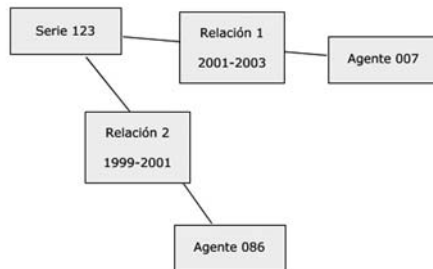 Serie 123
Relación 1
2001-2003
Agente 007
Relación 2
1999-2001
Agente 086